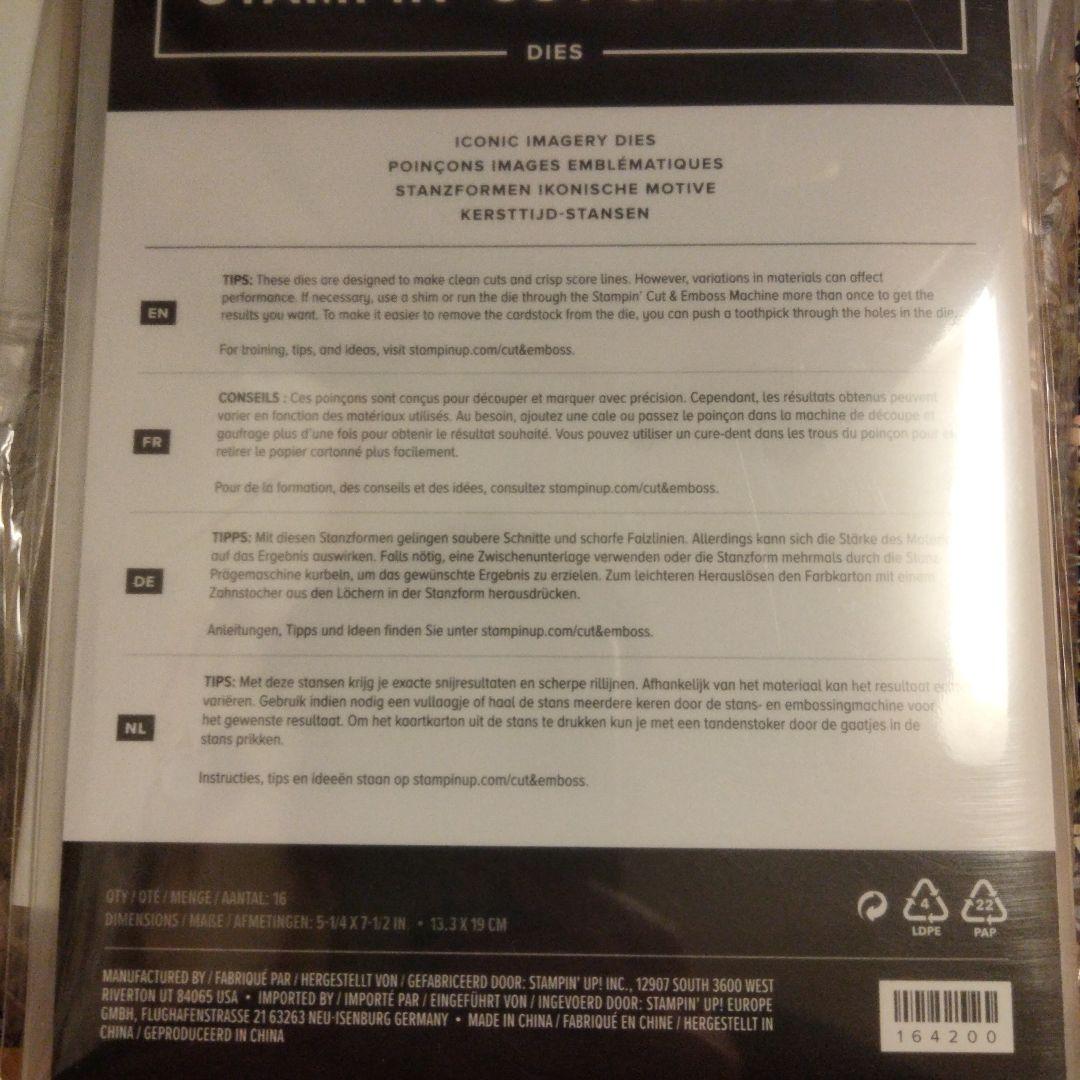 DIES
ICONIC IMAGERY DIES
POINÇONS IMAGES EMBLÉMATIQUES
STANZFORMEN IKONISCHE MOTIVE
KERSTTIJD-STANSEN
EN
TIPS: These dies are designed to make clean cuts and crisp score lines. However, variations in materials can affect
performance. If necessary, use a shim or run the die through the Stampin' Cut & Emboss Machine more than once to get the
results you want. To make it easier to remove the cardstock from the die, you can push a toothpick through the holes in the die.
For training, tips, and ideas, visit stampinup.com/cut&emboss.
FR
CONSEILS : Ces poinçons sont conçus pour découper et marquer avec précision. Cependant, les résultats obtenus peuvent
varier en fonction des matériaux utilisés. Au besoin, ajoutez une cale ou passez le poinçon dans la machine de découpe et
gaufrage plus d'une fois pour obtenir le résultat souhaité. Vous pouvez utiliser un cure-dent dans les trous du poinçon pour en
retirer le papier cartonné plus facilement.
Pour de la formation, des conseils et des idées, consultez stampinup.com/cut&emboss.
DE
TIPPS: Mit diesen Stanzformen gelingen saubere Schnitte und scharfe Falzlinien. Allerdings kann sich die Stärke des
auf das Ergebnis auswirken. Falls nötig, eine Zwischenunterlage verwenden oder die Stanzform mehrmals durch die
Prägemaschine kurbeln, um das gewünschte Ergebnis zu erzielen. Zum leichteren Herauslösen den Farbkarton mit einem
Zahnstocher aus den Löchern in der Stanzform herausdrücken.
Anleitungen, Tipps und Ideen finden Sie unter stampinup.com/cut&emboss.
NL
TIPS: Met deze stansen krijg je exacte snijresultaten en scherpe rillijnen. Afhankelijk van het materiaal kan het resultaat
variëren. Gebruik indien nodig een vullaagje of haal de stans meerdere keren door de stans- en embossingmachine voor
het gewenste resultaat. Om het kaartkarton uit de stans te drukken kun je met een tandenstoker door de gaatjes in de
stans prikken.
Instructies, tips en ideeën staan op stampinup.com/cut&emboss.
QTY / QTÉ / MENGE / AANTAL: 16
DIMENSIONS / MAẞE / AFMETINGEN: 5-1/4 X 7-1/2 IN • 13.3 X 19 CM
4
LDPE
22
PAP
MANUFACTURED BY / FABRIQUÉ PAR / HERGESTELLT VON / GEFABRICEERD DOOR: STAMPIN' UP! INC., 12907 SOUTH 3600 WEST
RIVERTON UT 84065 USA • IMPORTED BY / IMPORTÉ PAR / EINGEFÜHRT VON / INGEVOERD DOOR: STAMPIN' UP! EUROPE
GMBH, FLUGHAFENSTRASSE 21 63263 NEU-ISENBURG GERMANY • MADE IN CHINA / FABRIQUÉ EN CHINE / HERGESTELLT IN
CHINA / GEPRODUCEERD IN CHINA
164200